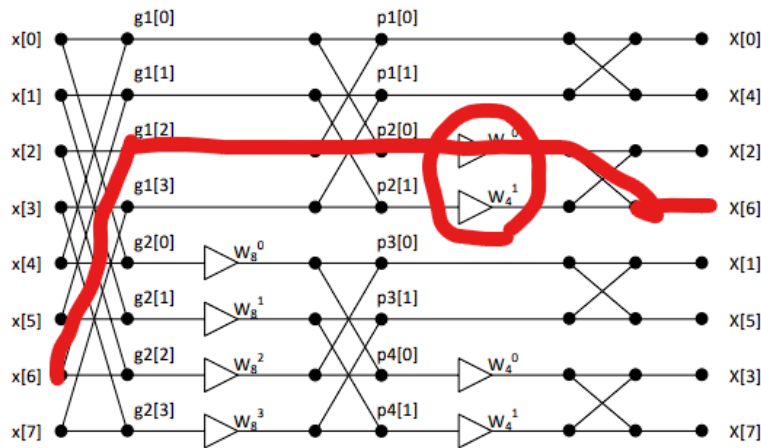 g1[0] p1[0]
x[0] X[0]
g1[1] p1[1]
x[1] X[4]
g1[2] p2[0] W 0
x[2] X[2]
g1[3] p2[1] W4^1
x[3] X[6]
g2[0] W8^0 p3[0]
x[4] X[1]
g2[1] W8^1 p3[1]
x[5] X[5]
g2[2] W8^2 p4[0] W4^0
x[6] X[3]
g2[3] W8^3 p4[1] W4^1
x[7] X[7]